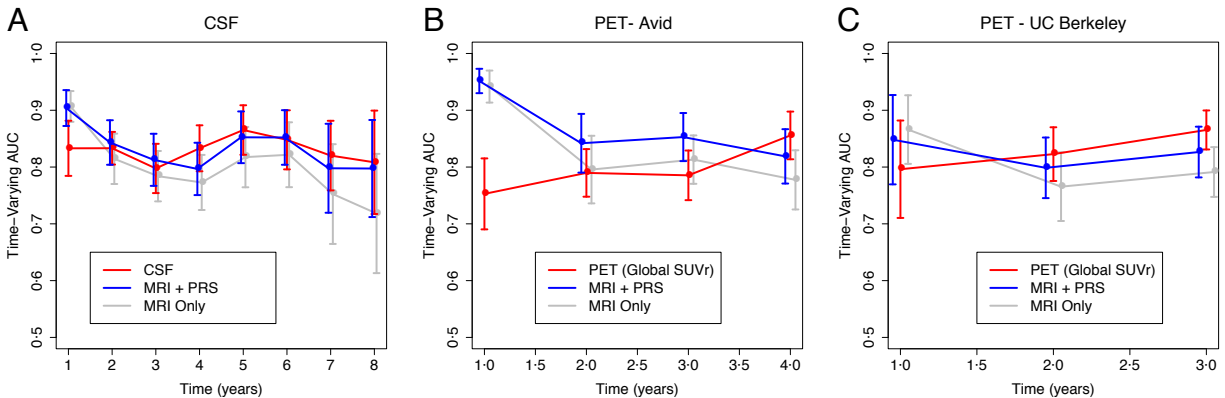 A
CSF
Time-Varying AUC
1·0
0·9
0·8
0·7
0·6
0·5
CSF
MRI + PRS
MRI Only
1 2 3 4 5 6 7 8
Time (years)
B
PET- Avid
Time-Varying AUC
1·0
0·9
0·8
0·7
0·6
0·5
PET (Global SUVr)
MRI + PRS
MRI Only
1·0 1·5 2·0 2·5 3·0 3·5 4·0
Time (years)
C
PET - UC Berkeley
Time-Varying AUC
1·0
0·9
0·8
0·7
0·6
0·5
PET (Global SUVr)
MRI + PRS
MRI Only
1·0 1·5 2·0 2·5 3·0
Time (years)